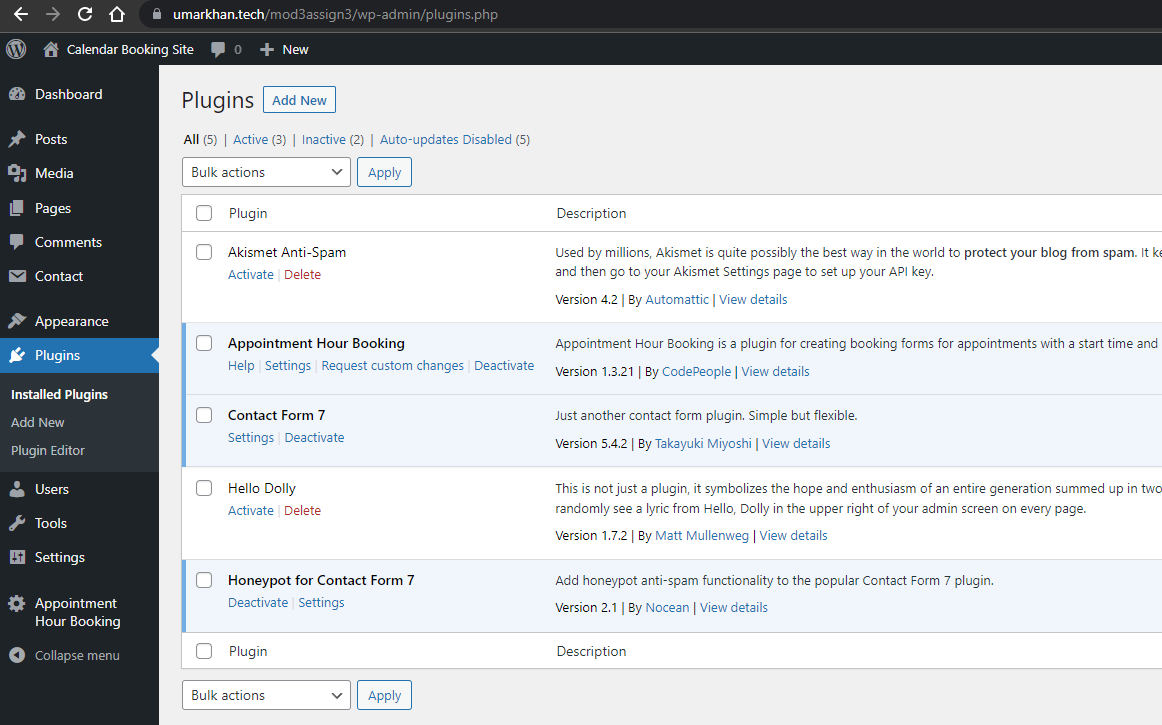 umarkhan.tech/mod3assign3/wp-admin/plugins.php
Calendar Booking Site 0 New
Dashboard
Posts
Media
Pages
Comments
Contact
Appearance
Plugins
Installed Plugins
Add New
Plugin Editor
Users
Tools
Settings
Appointment
Hour Booking
Collapse menu
Plugins Add New
All (5) | Active (3) | Inactive (2) | Auto-updates Disabled (5)
Bulk actions Apply
Plugin Description
Akismet Anti-Spam
Activate | Delete
Used by millions, Akismet is quite possibly the best way in the world to protect your blog from spam. It ke
and then go to your Akismet Settings page to set up your API key.
Version 4.2 | By Automattic | View details
Appointment Hour Booking
Help | Settings | Request custom changes | Deactivate
Appointment Hour Booking is a plugin for creating booking forms for appointments with a start time and
Version 1.3.21 | By CodePeople | View details
Contact Form 7
Settings | Deactivate
Just another contact form plugin. Simple but flexible.
Version 5.4.2 | By Takayuki Miyoshi | View details
Hello Dolly
Activate | Delete
This is not just a plugin, it symbolizes the hope and enthusiasm of an entire generation summed up in two
randomly see a lyric from Hello, Dolly in the upper right of your admin screen on every page.
Version 1.7.2 | By Matt Mullenweg | View details
Honeypot for Contact Form 7
Deactivate | Settings
Add honeypot anti-spam functionality to the popular Contact Form 7 plugin.
Version 2.1 | By Nocean | View details
Plugin Description
Bulk actions Apply